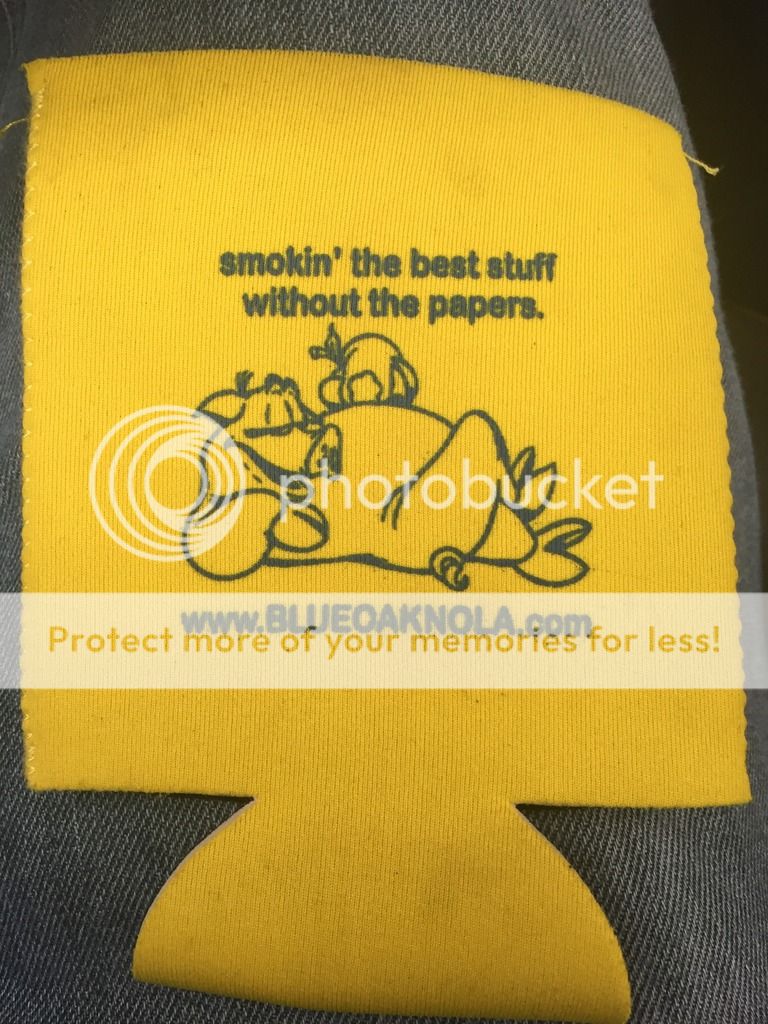 smokin' the best stuff
without the papers.
photobucket
www.BLUEOAKNOLA.com
Protect more of your memories for less!